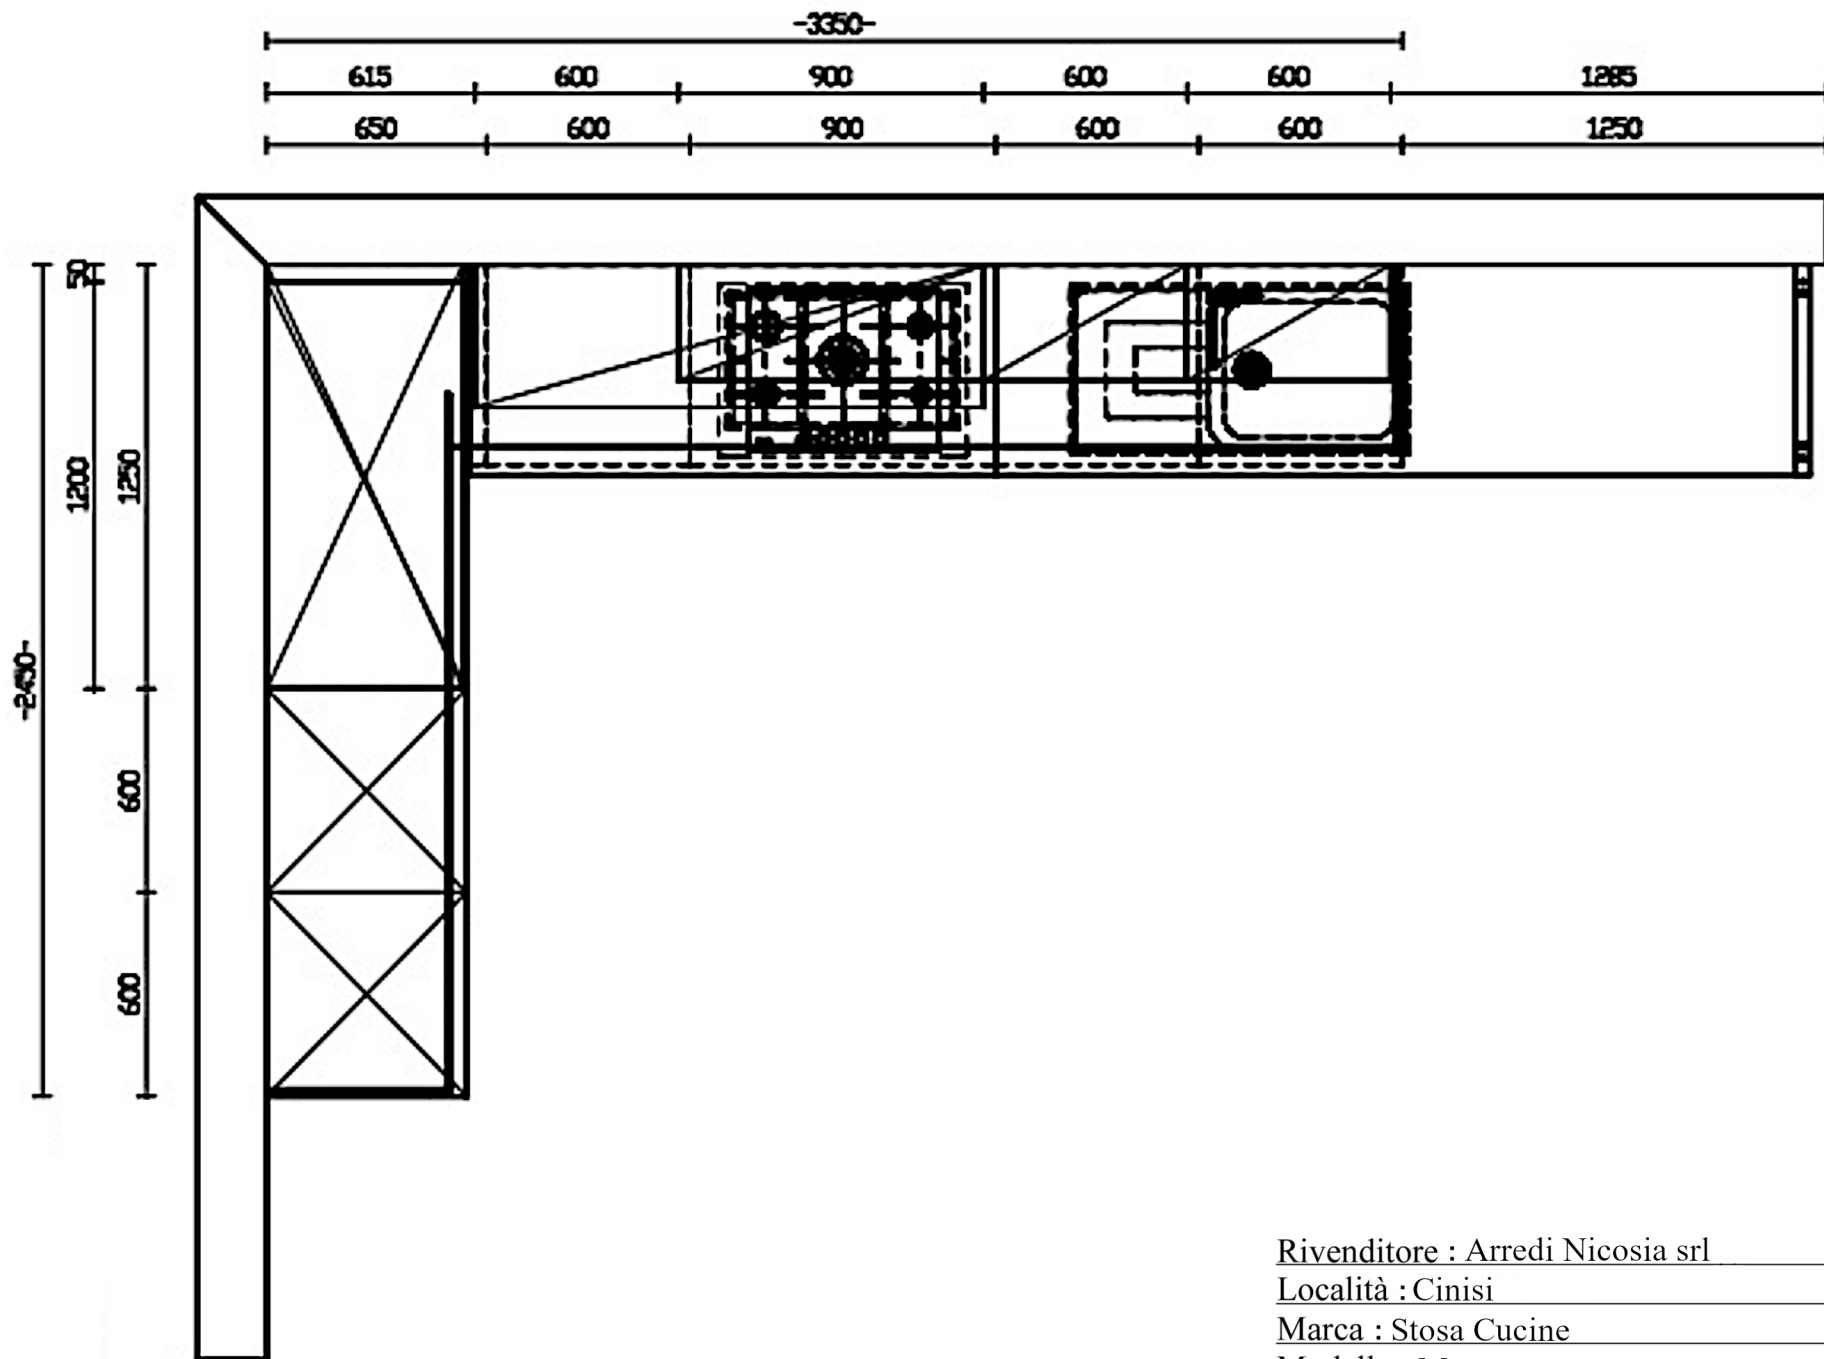 -3350-
615 600 900 600 600 1285
650 600 900 600 600 1250
50
1200
1250
-2450-
600
600
Rivenditore : Arredi Nicosia srl
Località : Cinisi
Marca : Stosa Cucine